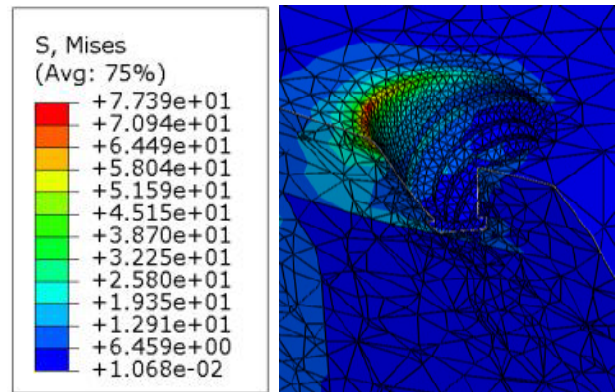 S, Mises
(Avg: 75%)
+7.739e+01
+7.094e+01
+6.449e+01
+5.804e+01
+5.159e+01
+4.515e+01
+3.870e+01
+3.225e+01
+2.580e+01
+1.935e+01
+1.291e+01
+6.459e+00
+1.068e-02